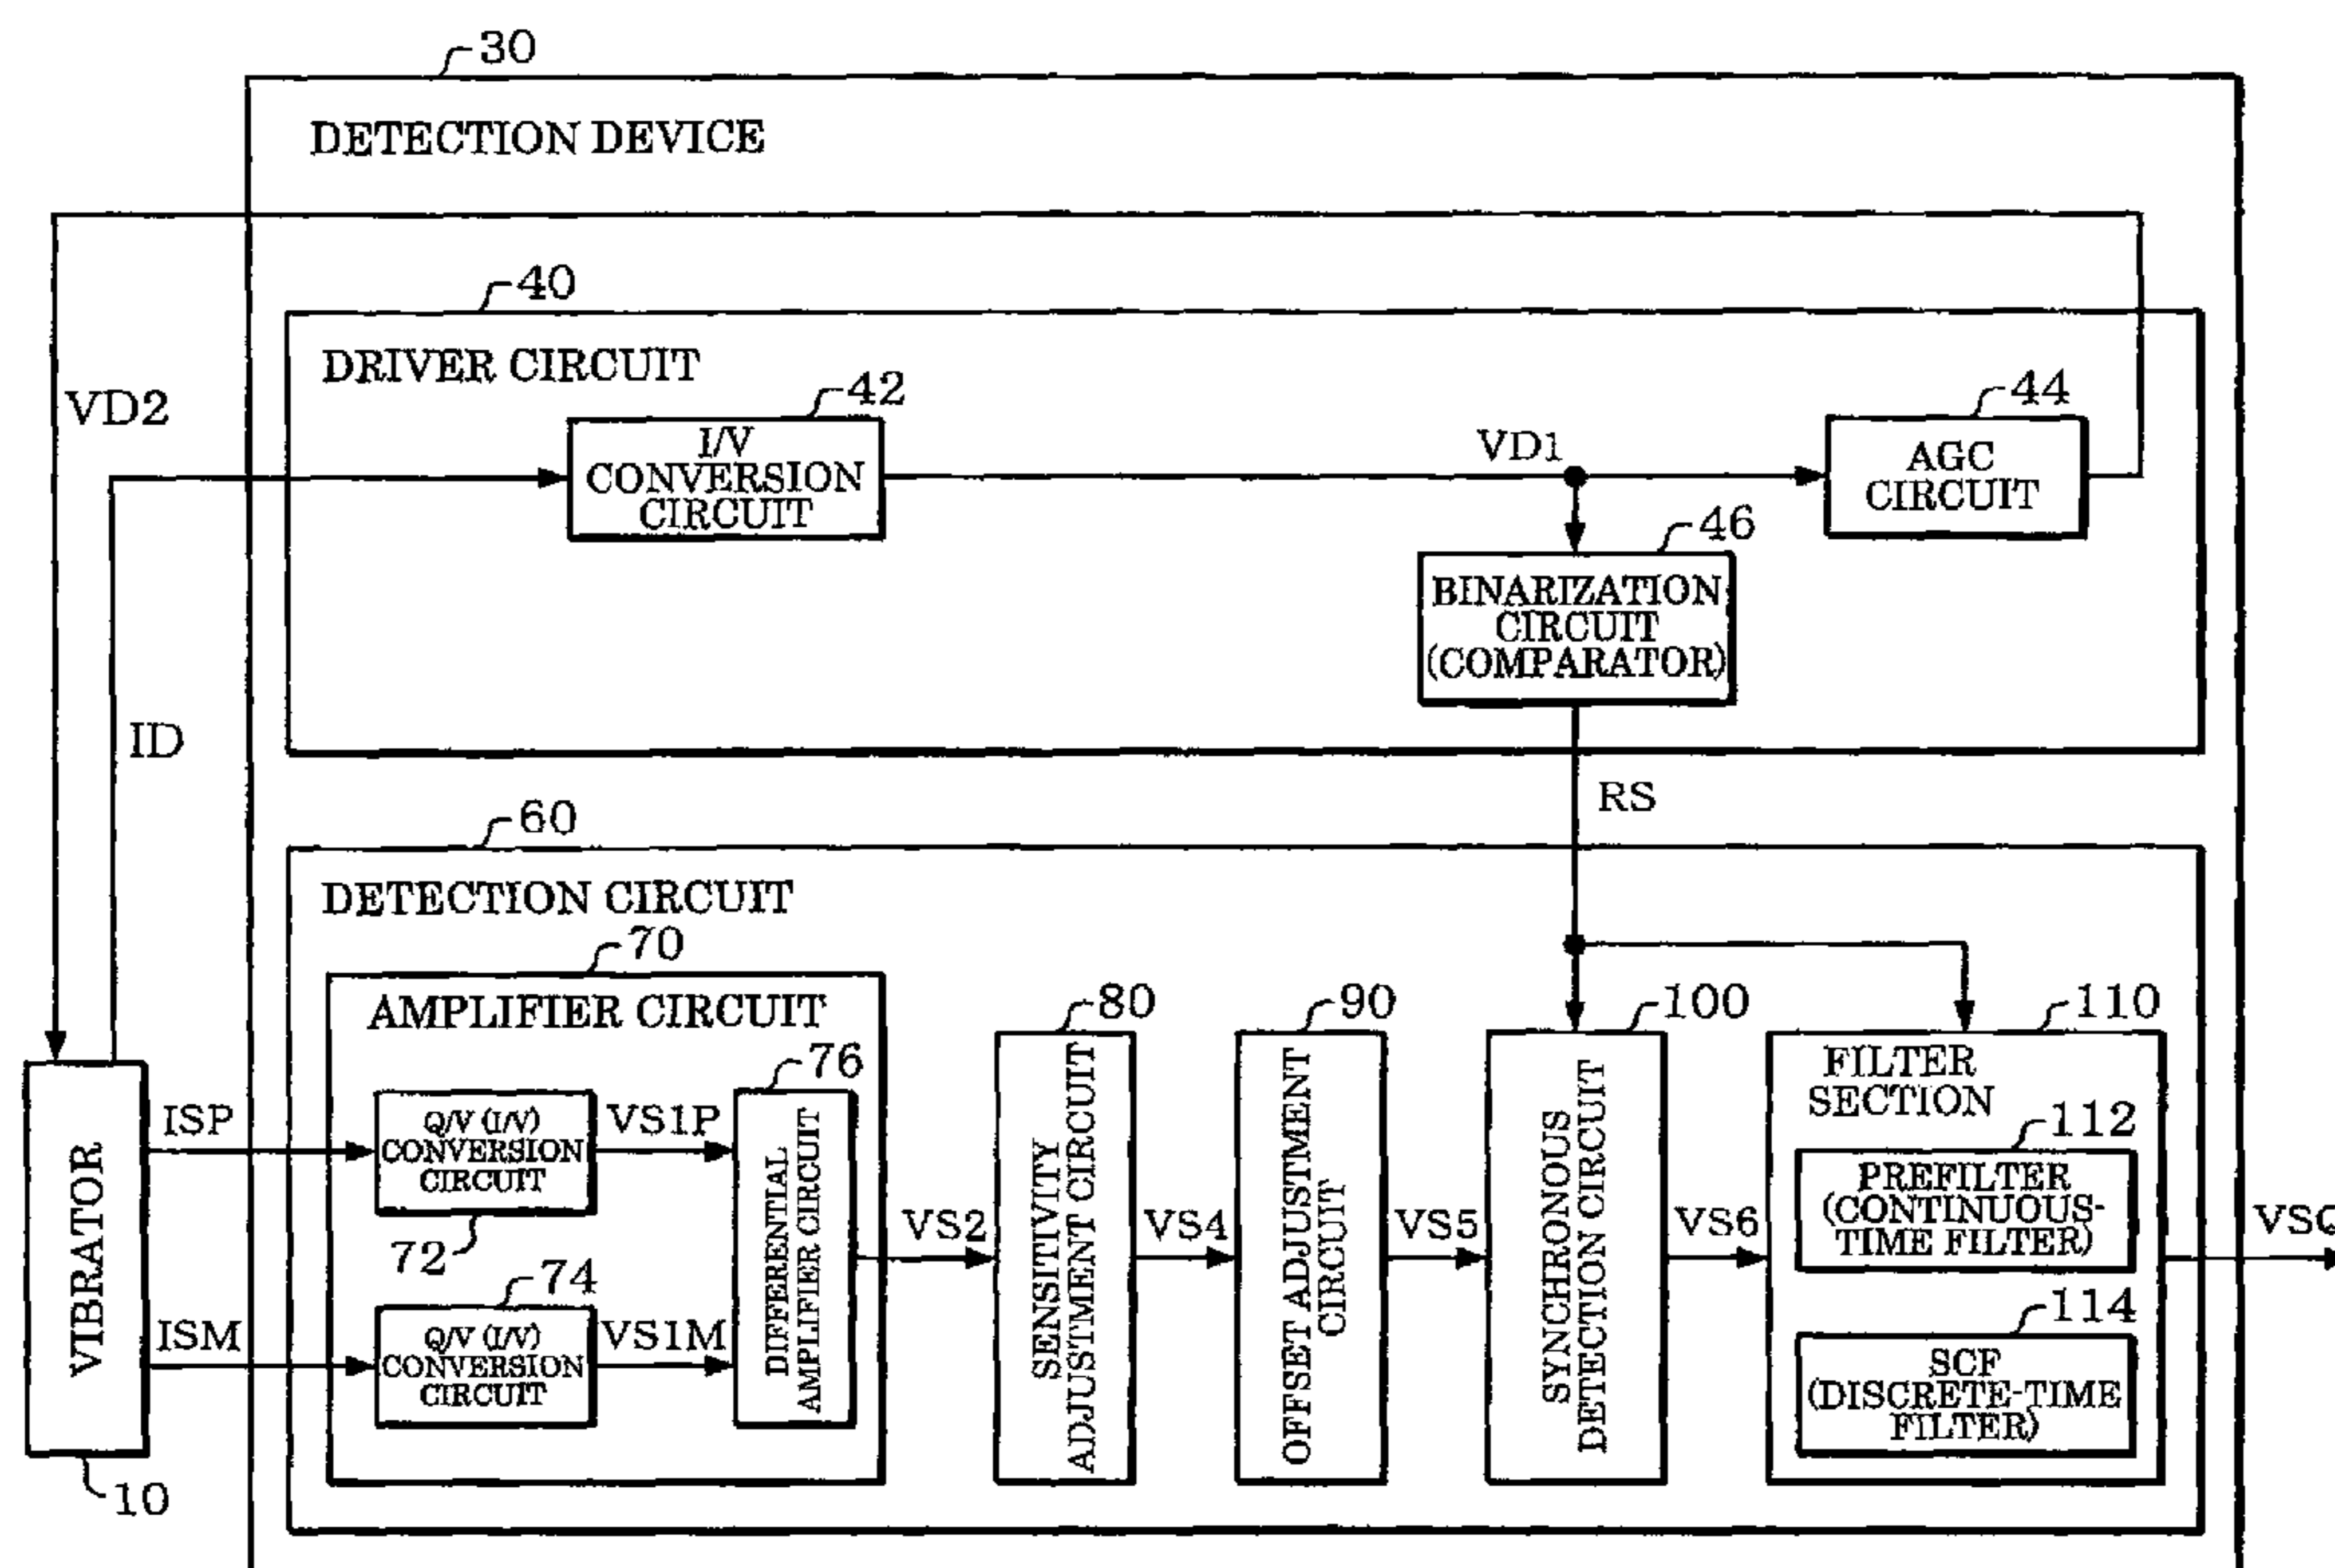 30
DETECTION DEVICE
40
DRIVER CIRCUIT
VD2
42
I/V
CONVERSION
CIRCUIT
VD1
44
AGC
CIRCUIT
46
BINARIZATION
CIRCUIT
(COMPARATOR)
ID
RS
60
DETECTION CIRCUIT
70
AMPLIFIER CIRCUIT
VIBRATOR
10
ISP
ISM
Q/V (I/V)
CONVERSION
CIRCUIT
72
VS1P
74
Q/V (I/V)
CONVERSION
CIRCUIT
VS1M
76
DIFFERENTIAL
AMPLIFIER CIRCUIT
VS2
80
SENSITIVITY
ADJUSTMENT CIRCUIT
VS4
90
OFFSET ADJUSTMENT
CIRCUIT
VS5
100
SYNCHRONOUS
DETECTION CIRCUIT
VS6
110
FILTER
SECTION
112
PREFILTER
(CONTINUOUS-
TIME FILTER)
114
SCF
(DISCRETE-TIME
FILTER)
VSQ